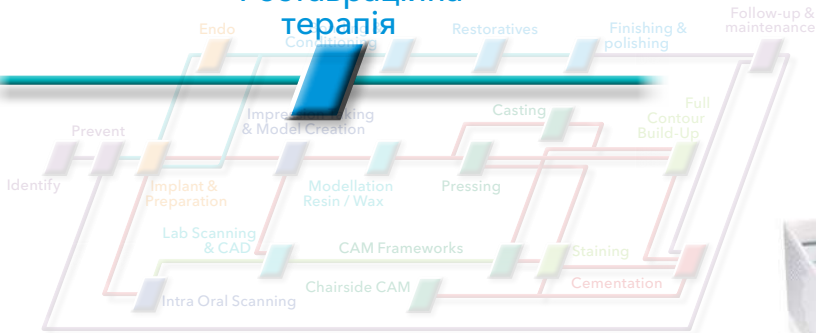 Реставраційна
терапія
Follow-up &
maintenance
Endo
Conditioning
Restoratives
Finishing &
polishing
Prevent
Impression Taking
& Model Creation
Casting
Full
Contour
Build-Up
Identify
Implant &
Preparation
Modellation
Resin / Wax
Pressing
Lab Scanning
& CAD
CAM Frameworks
Staining
Intra Oral Scanning
Chairside CAM
Cementation